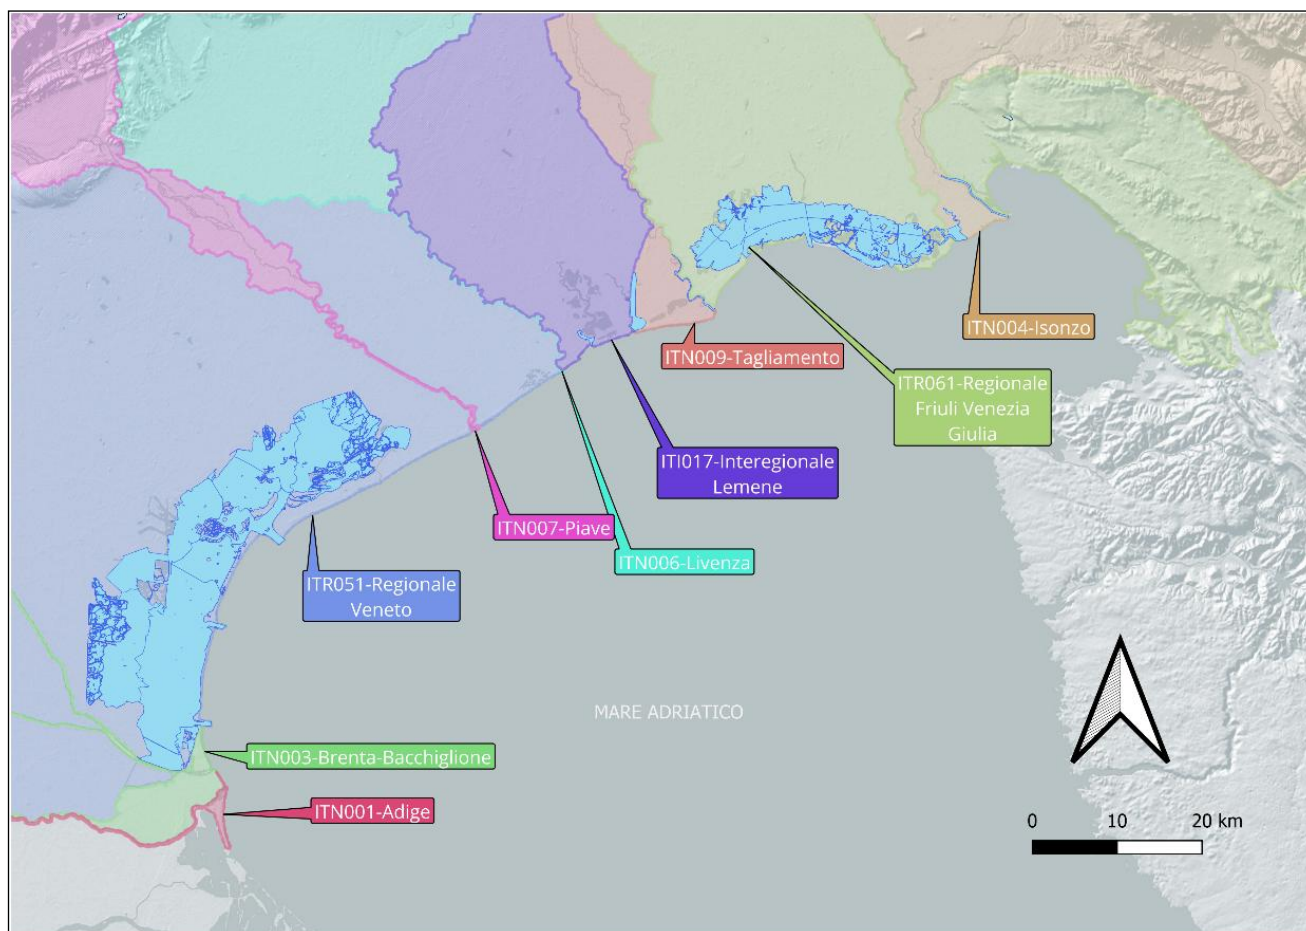 ITN004-Isonzo
ITN009-Tagliamento
ITR061-Regionale
Friuli Venezia
Giulia
ITI017-Interegionale
Lemene
ITN007-Piave
ITN006-Livenza
ITR051-Regionale
Veneto
MARE ADRIATICO
ITN003-Brenta-Bacchiglione
ITN001-Adige
0 10 20 km